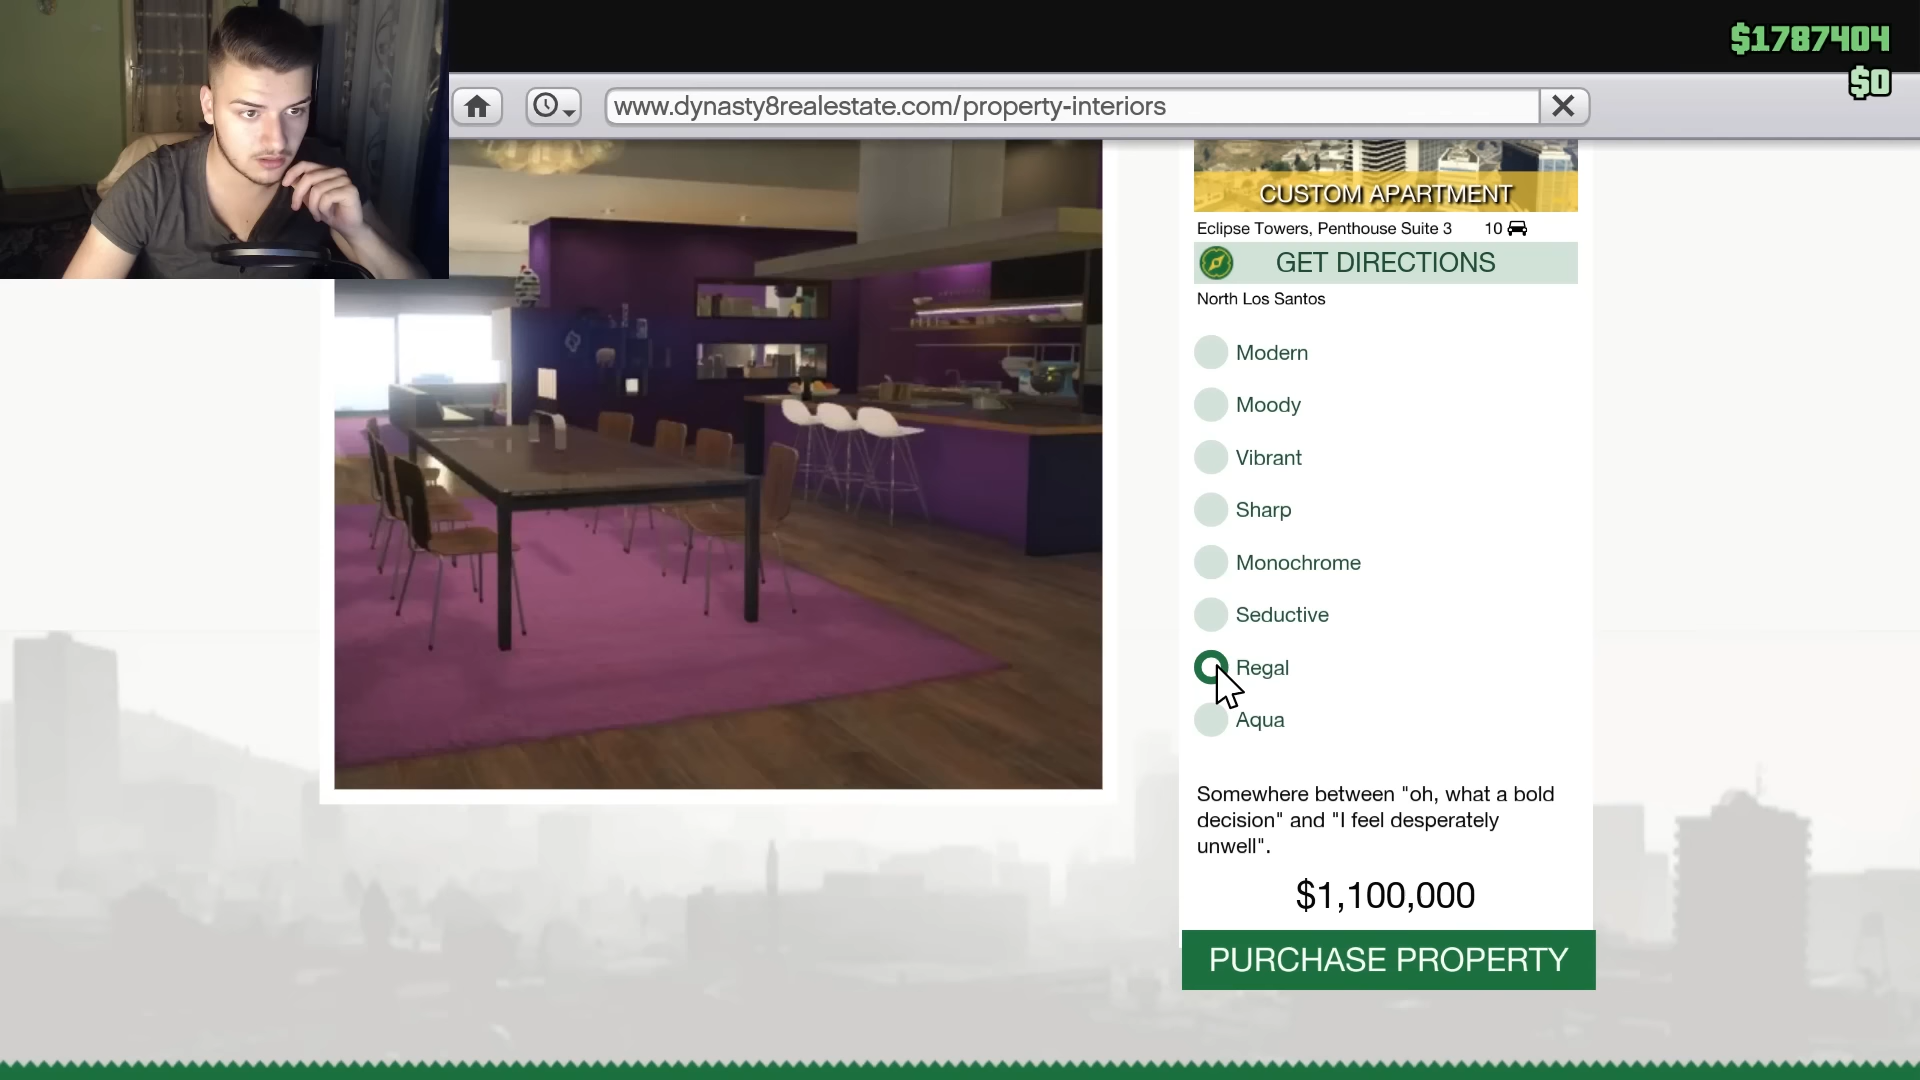 $1787404
$0
www.dynasty8realestate.com/property-interiors
CUSTOM APARTMENT
Eclipse Towers, Penthouse Suite 3 10
GET DIRECTIONS
North Los Santos
Modern
Moody
Vibrant
Sharp
Monochrome
Seductive
Regal
Aqua
Somewhere between "oh, what a bold
decision" and "I feel desperately
unwell".
$1,100,000
PURCHASE PROPERTY